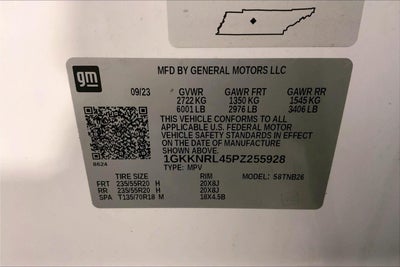 gm
MFD BY GENERAL MOTORS LLC
09/23 GVWR GAWR FRT GAWR RR
2722 KG 1350 KG 1545 KG
6001 LB 2976 LB 3406 LB
THIS VEHICLE CONFORMS TO ALL
APPLICABLE U.S. FEDERAL MOTOR
VEHICLE SAFETY STANDARDS IN EFFECT
ON THE DATE OF MANUFACTURE
SHOWN ABOVE.
1GKKNRL45PZ255928
8624
TYPE: MPV MODEL: 58TNB26
TIRE SIZE RIM
FRT 235/55R20 H 20X8J
RR 235/55R20 H 20X8J
SPA T135/70R18 M 18X4.5B